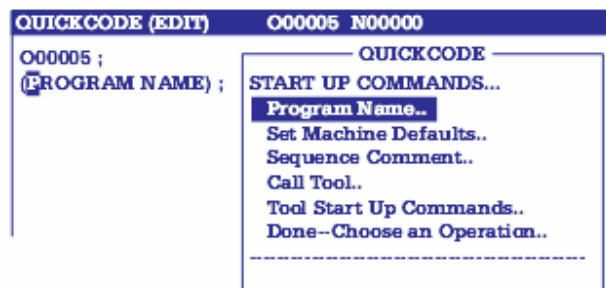 QUICKCODE (EDIT) O00005 N00000
O00005 ;
(PROGRAM NAME) ;
QUICKCODE
START UP COMMANDS...
Program Name..
Set Machine Defaults..
Sequence Comment..
Call Tool..
Tool Start Up Commands..
Done--Choose an Operation..